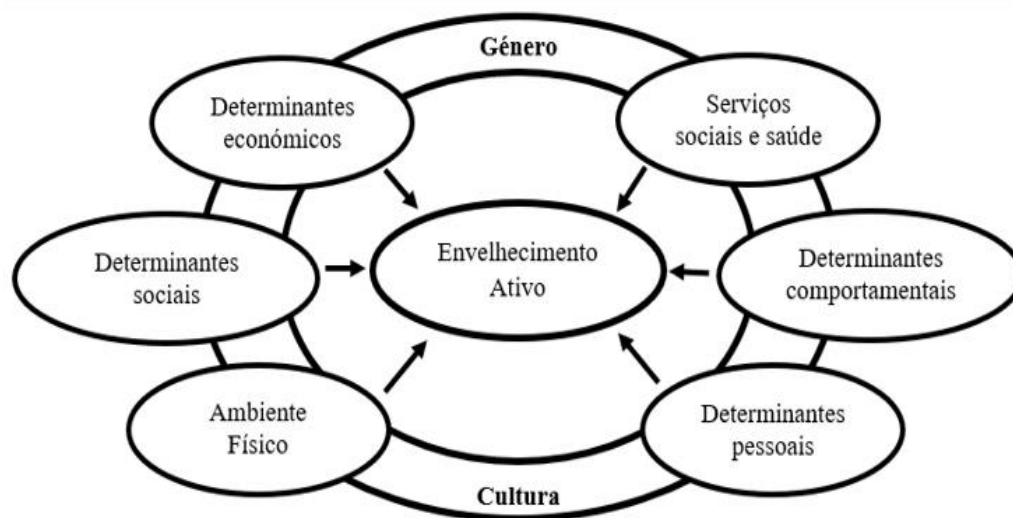 Género
Determinantes
económicos
Serviços
sociais e saúde
Determinantes
sociais
Envelhecimento
Ativo
Determinantes
comportamentais
Ambiente
Físico
Determinantes
pessoais
Cultura